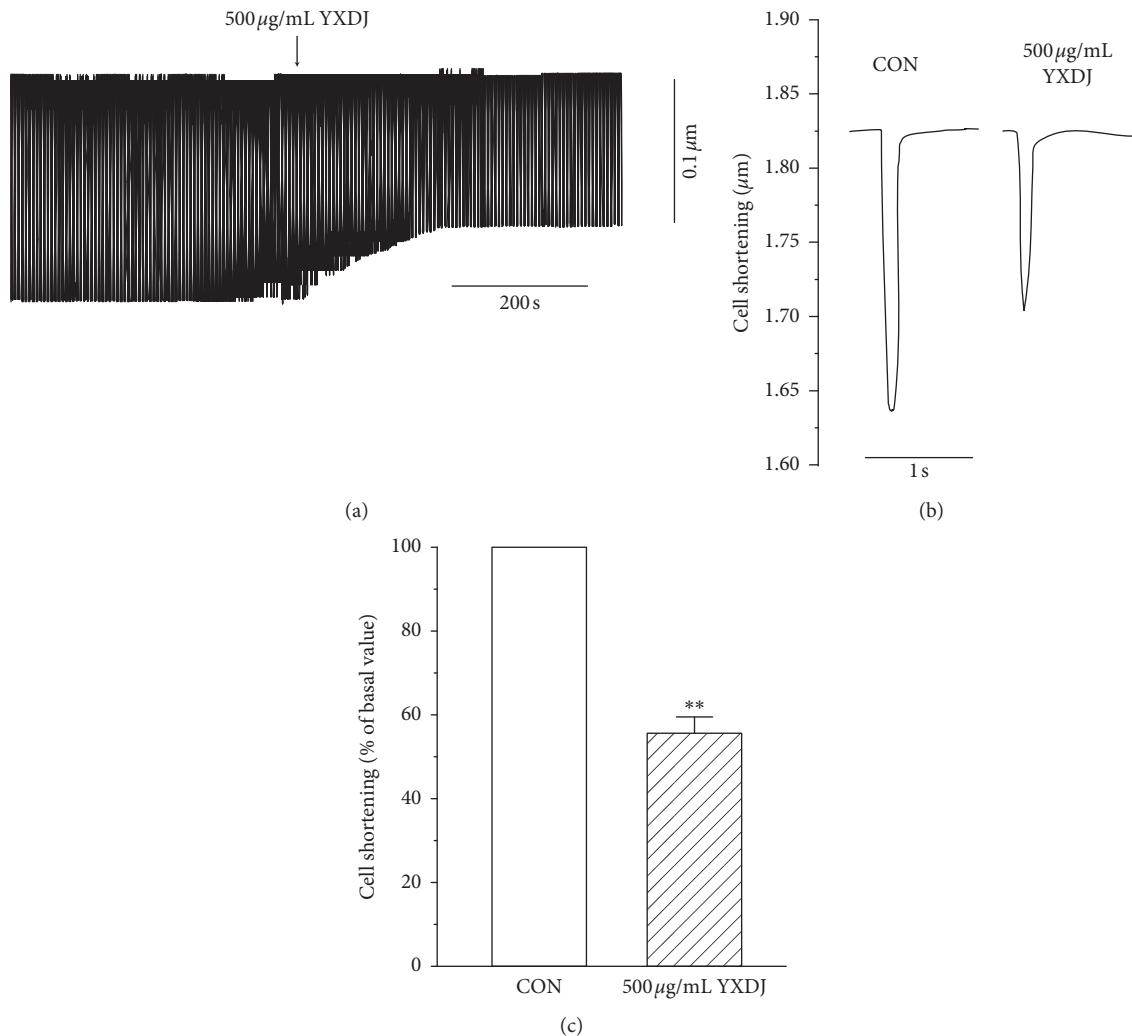 500 μg/mL YXDJ
0.1 μm
200 s
(a)
1.90
1.85
1.80
1.75
1.70
1.65
1.60
Cell shortening (μm)
CON
500 μg/mL
YXDJ
1 s
(b)
100
80
60
40
20
0
Cell shortening (% of basal value)
**
CON
500 μg/mL YXDJ
(c)